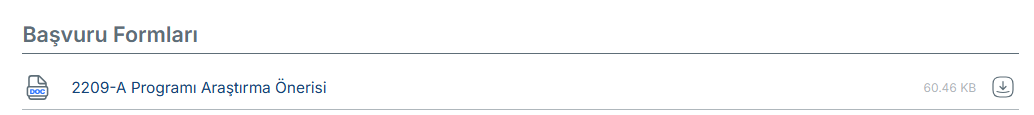 Başvuru Formları
DOC 2209-A Programı Araştırma Önerisi 60.46 KB